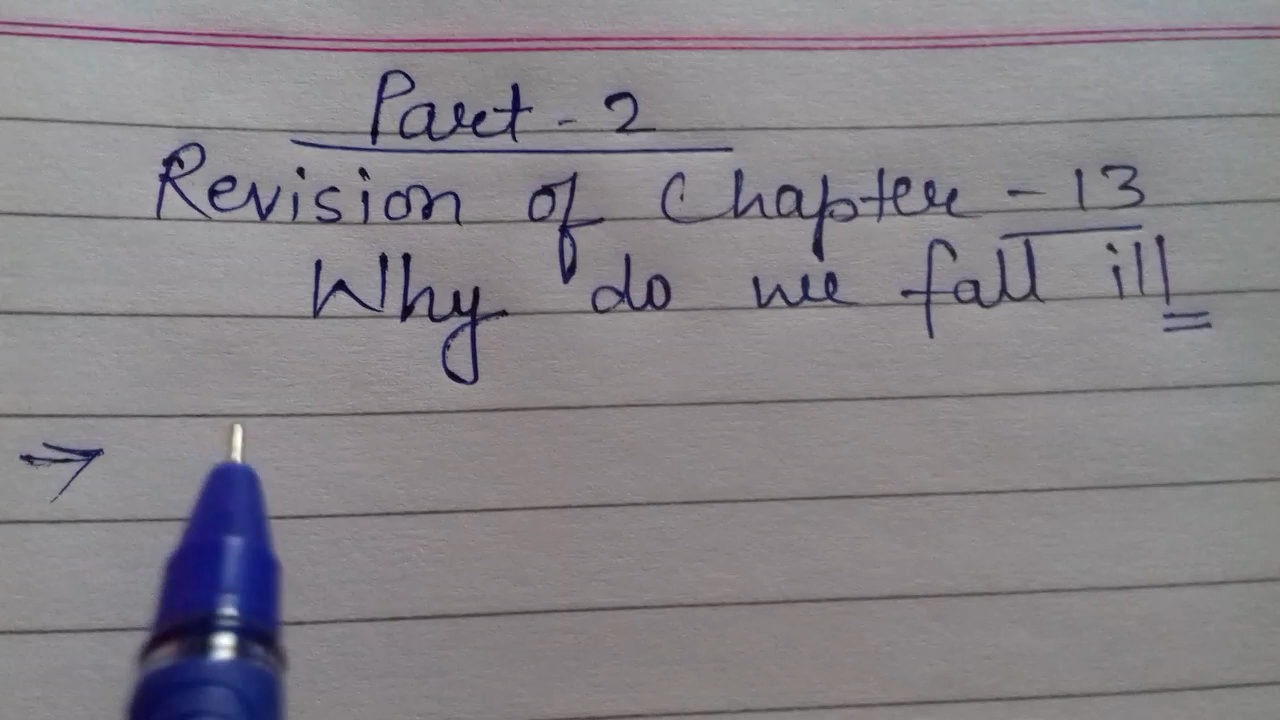 Part - 2
Revision of Chapter - 13
Why do we fall ill
→